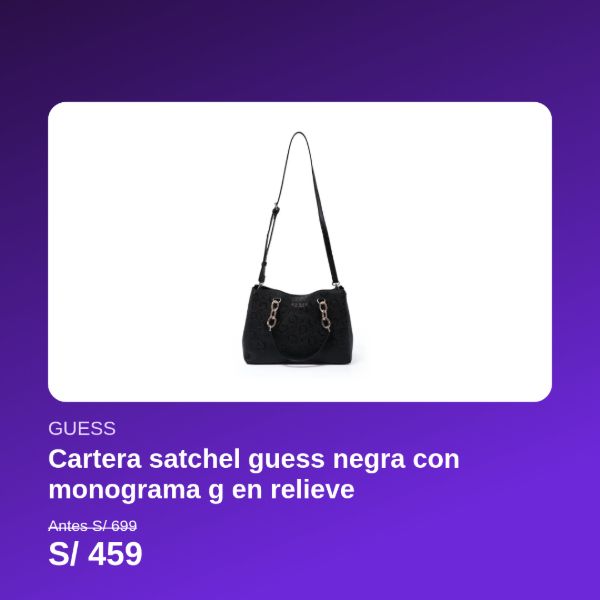 GUESS
Cartera satchel guess negra con
monograma g en relieve
Antes S/ 699
S/ 459